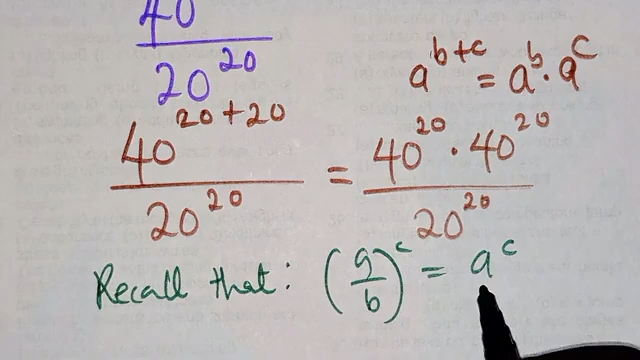 40
20^20
a^{b+c} = a^b · a^c
40^{20+20} / 20^20 = 40^20 · 40^20 / 20^20
Recall that: (a/b)^c = a^c